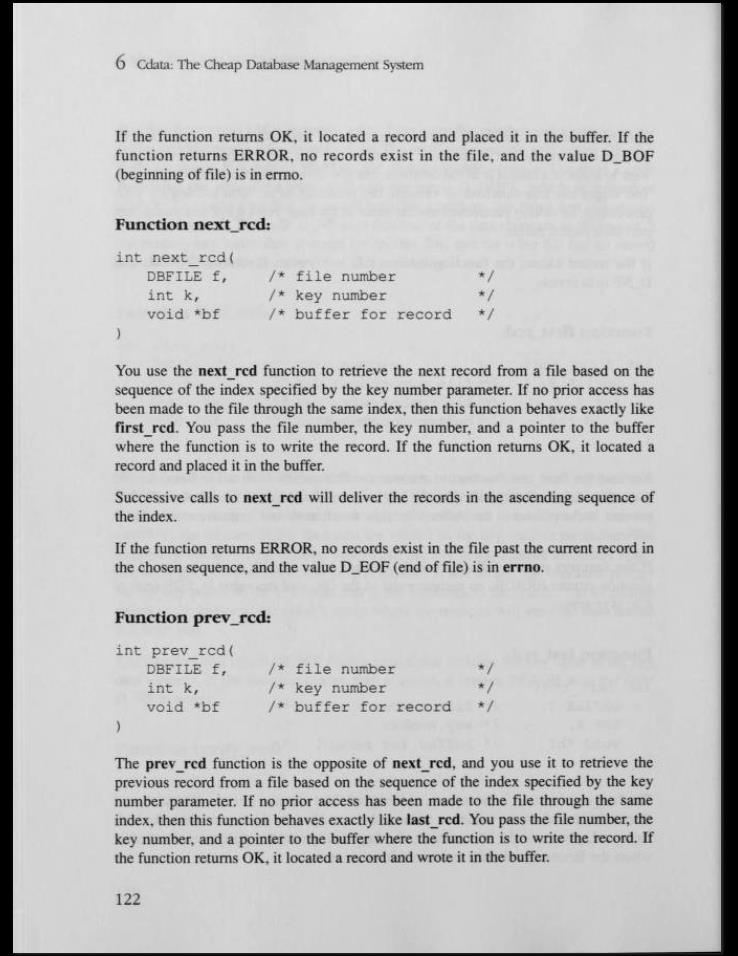 6 Cdata: The Cheap Database Management System
If the function returns OK, it located a record and placed it in the buffer. If the
function returns ERROR, no records exist in the file, and the value D_BOF
(beginning of file) is in errno.
Function next_rcd:
int next_rcd(
DBFILE f, /* file number */
int k, /* key number */
void *bf /* buffer for record */
)
You use the next_rcd function to retrieve the next record from a file based on the
sequence of the index specified by the key number parameter. If no prior access has
been made to the file through the same index, then this function behaves exactly like
first_rcd. You pass the file number, the key number, and a pointer to the buffer
where the function is to write the record. If the function returns OK, it located a
record and placed it in the buffer.
Successive calls to next_rcd will deliver the records in the ascending sequence of
the index.
If the function returns ERROR, no records exist in the file past the current record in
the chosen sequence, and the value D_EOF (end of file) is in errno.
Function prev_rcd:
int prev_rcd(
DBFILE f, /* file number */
int k, /* key number */
void *bf /* buffer for record */
)
The prev_rcd function is the opposite of next_rcd, and you use it to retrieve the
previous record from a file based on the sequence of the index specified by the key
number parameter. If no prior access has been made to the file through the same
index, then this function behaves exactly like last_rcd. You pass the file number, the
key number, and a pointer to the buffer where the function is to write the record. If
the function returns OK, it located a record and wrote it in the buffer.
122